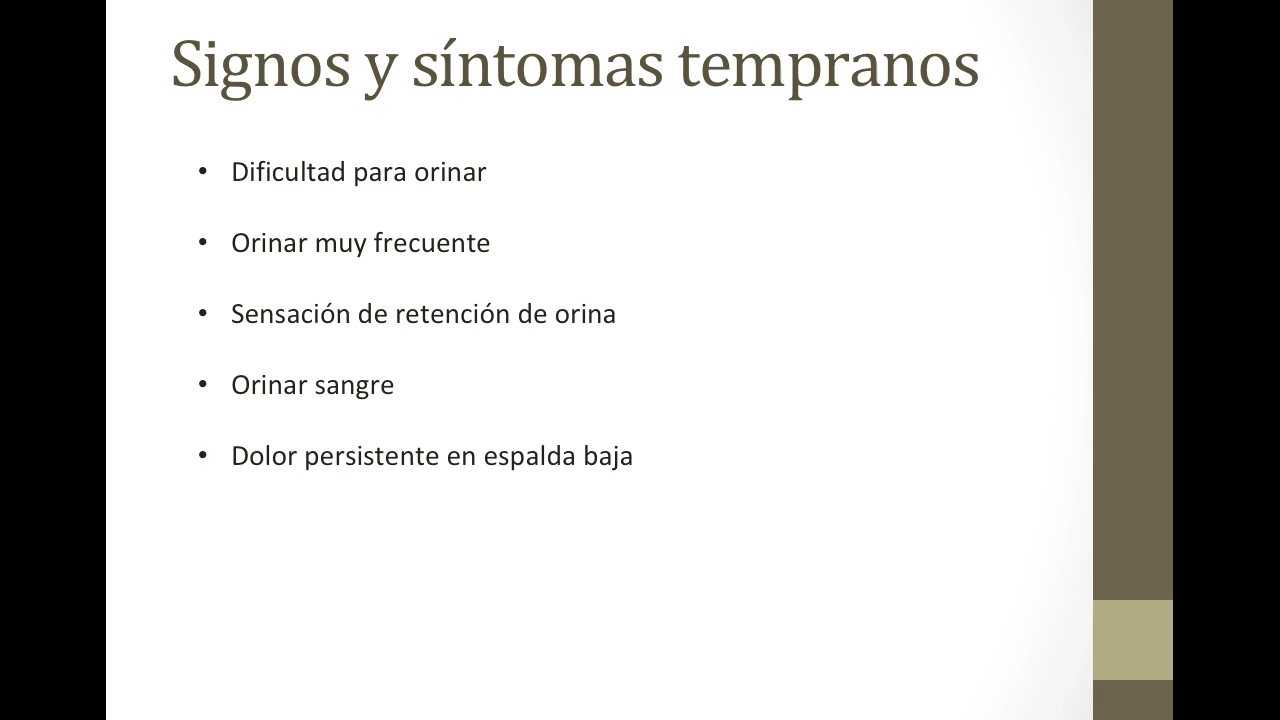 Signos y síntomas tempranos
• Dificultad para orinar
• Orinar muy frecuente
• Sensación de retención de orina
• Orinar sangre
• Dolor persistente en espalda baja